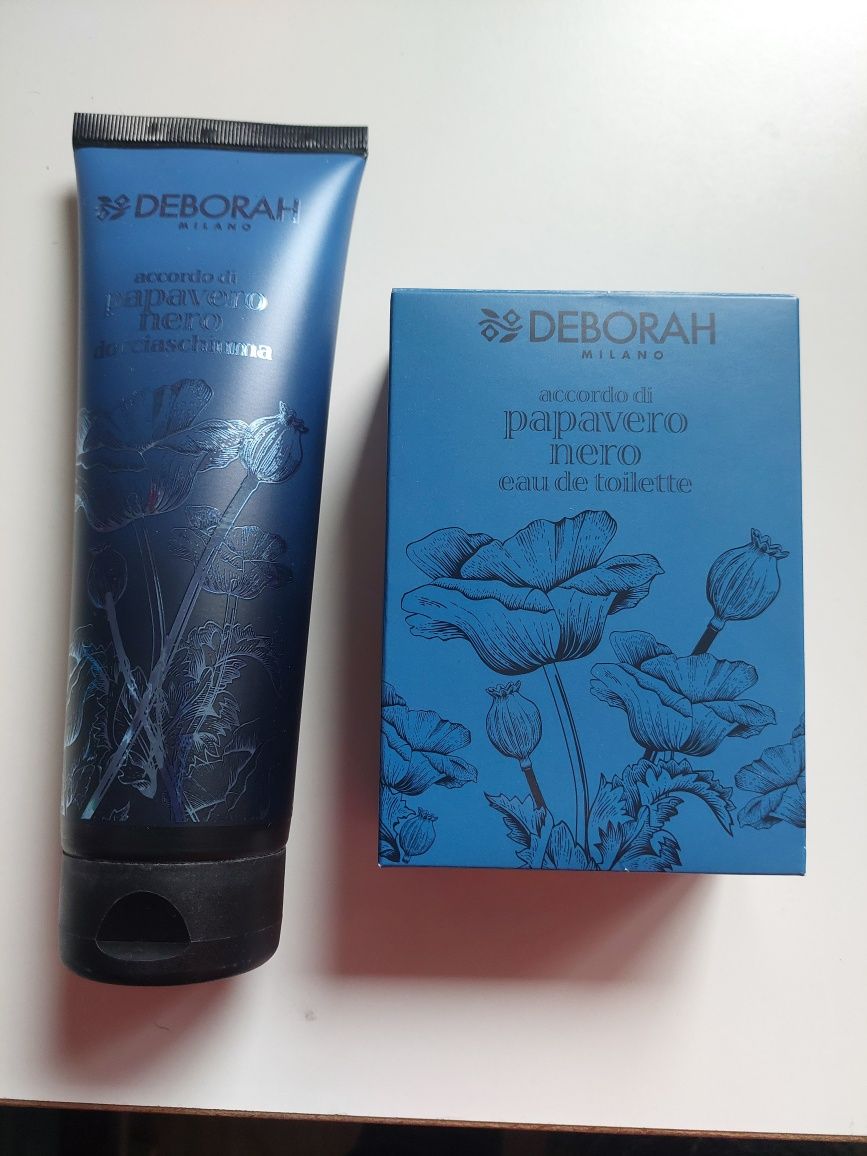 DEBORAH
MILANO
accordo di
papavero
nero
docciaschiuma
DEBORAH
MILANO
accordo di
papavero
nero
eau de toilette